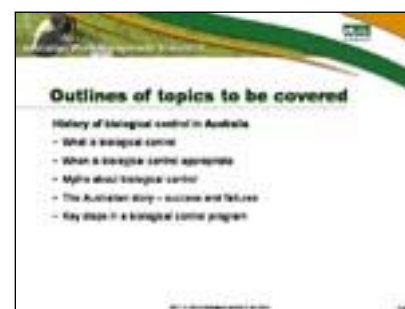 Outlines of topics to be covered
History of biological control in Australia
- What is biological control
- When is biological control appropriate
- Myths about biological control
- The Australian story – success and failures
- Key steps in a biological control program